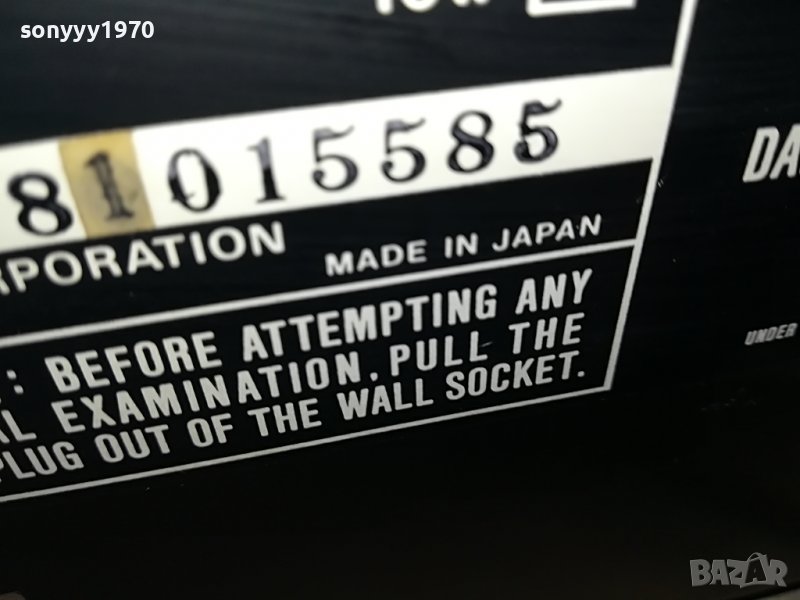 sonyyy1970
81015585
RPORATION MADE IN JAPAN
: BEFORE ATTEMPTING ANY
AL EXAMINATION, PULL THE
PLUG OUT OF THE WALL SOCKET.
DA
UNDER
BAZAR